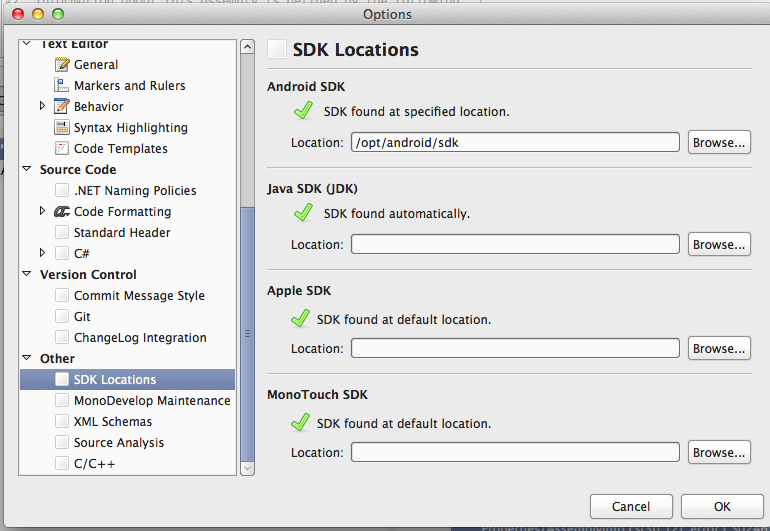 Options
Text Editor
General
Markers and Rulers
Behavior
Syntax Highlighting
Code Templates
Source Code
.NET Naming Policies
Code Formatting
Standard Header
C#
Version Control
Commit Message Style
Git
ChangeLog Integration
Other
SDK Locations
MonoDevelop Maintenance
XML Schemas
Source Analysis
C/C++
SDK Locations
Android SDK
SDK found at specified location.
Location: /opt/android/sdk Browse...
Java SDK (JDK)
SDK found automatically.
Location: Browse...
Apple SDK
SDK found at default location.
Location: Browse...
MonoTouch SDK
SDK found at default location.
Location: Browse...
Cancel OK